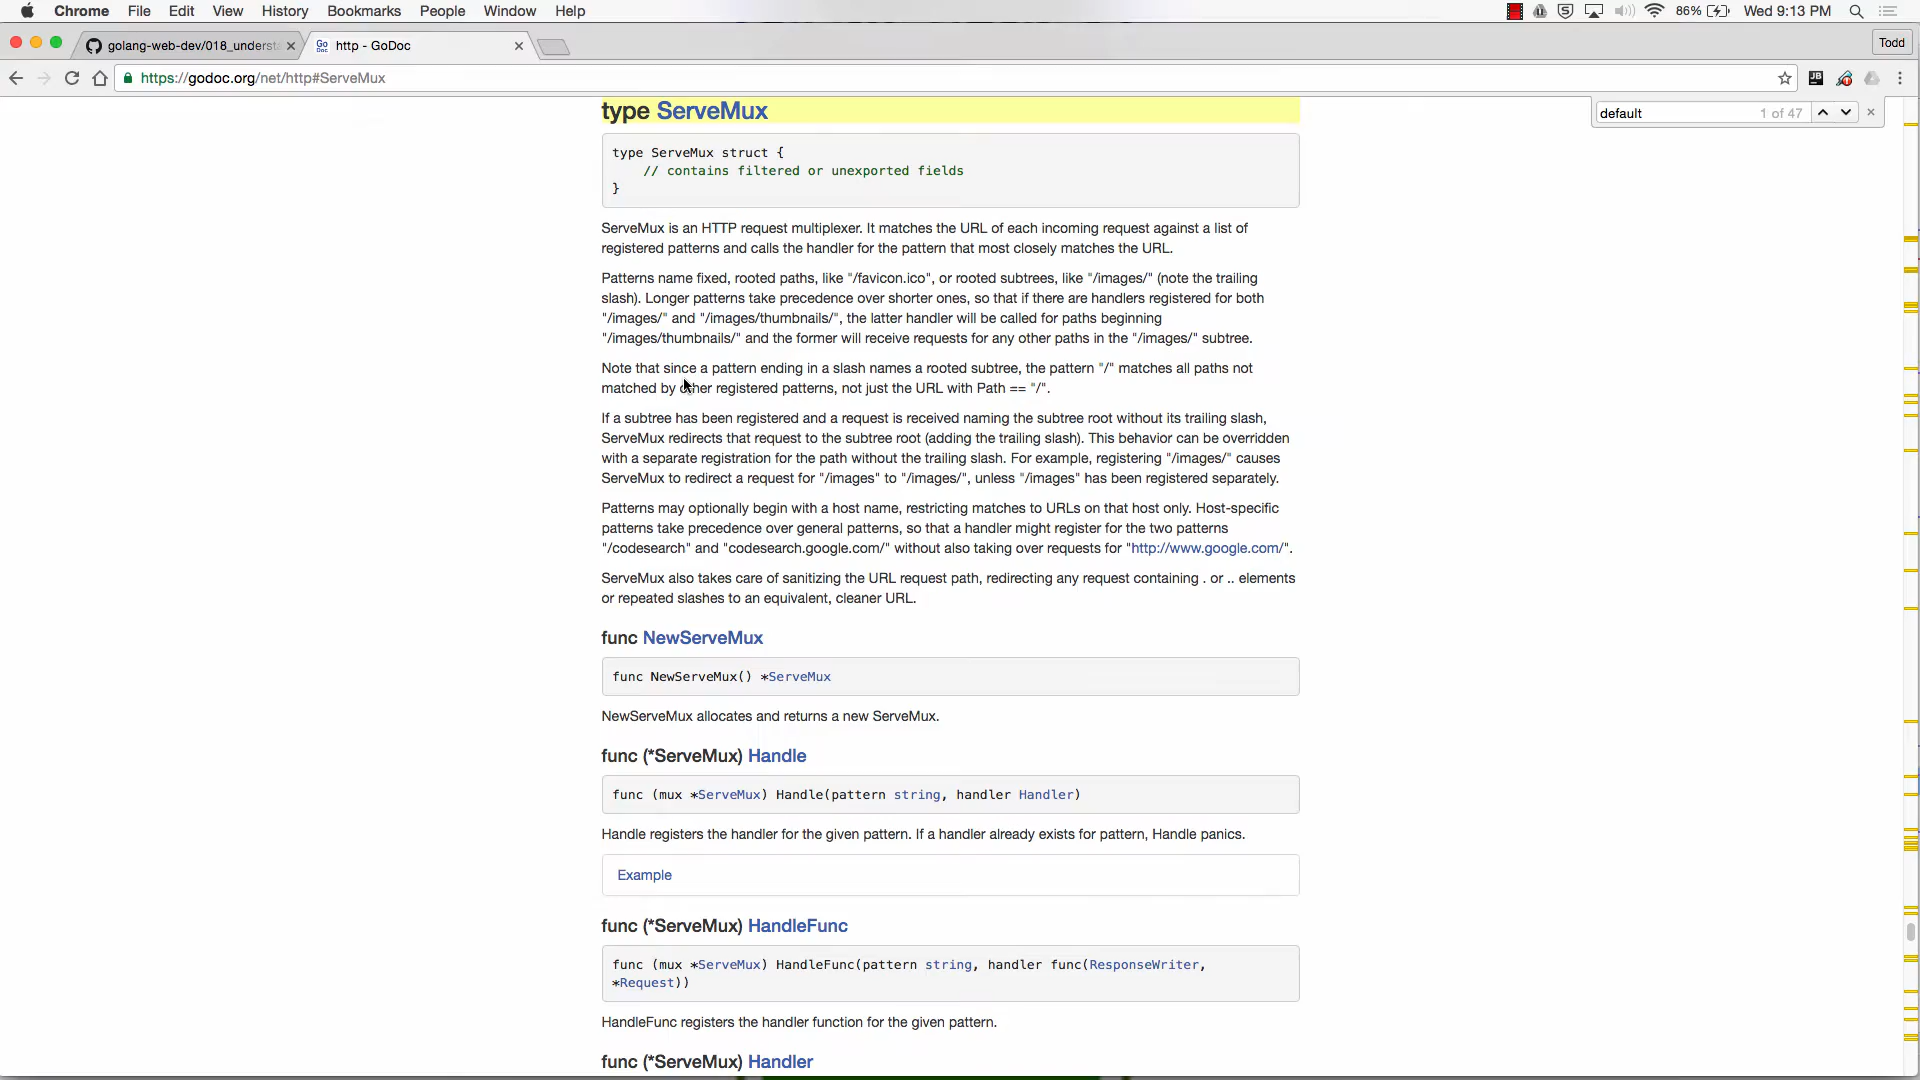 Chrome File Edit View History Bookmarks People Window Help 86% Wed 9:13 PM
golang-web-dev/018_underst × Go Doc http - GoDoc × Todd
https://godoc.org/net/http#ServeMux
default 1 of 47
type ServeMux
type ServeMux struct {
// contains filtered or unexported fields
}
ServeMux is an HTTP request multiplexer. It matches the URL of each incoming request against a list of
registered patterns and calls the handler for the pattern that most closely matches the URL.
Patterns name fixed, rooted paths, like "/favicon.ico", or rooted subtrees, like "/images/" (note the trailing
slash). Longer patterns take precedence over shorter ones, so that if there are handlers registered for both
"/images/" and "/images/thumbnails/", the latter handler will be called for paths beginning
"/images/thumbnails/" and the former will receive requests for any other paths in the "/images/" subtree.
Note that since a pattern ending in a slash names a rooted subtree, the pattern "/" matches all paths not
matched by other registered patterns, not just the URL with Path == "/".
If a subtree has been registered and a request is received naming the subtree root without its trailing slash,
ServeMux redirects that request to the subtree root (adding the trailing slash). This behavior can be overridden
with a separate registration for the path without the trailing slash. For example, registering "/images/" causes
ServeMux to redirect a request for "/images" to "/images/", unless "/images" has been registered separately.
Patterns may optionally begin with a host name, restricting matches to URLs on that host only. Host-specific
patterns take precedence over general patterns, so that a handler might register for the two patterns
"/codesearch" and "codesearch.google.com/" without also taking over requests for "http://www.google.com/".
ServeMux also takes care of sanitizing the URL request path, redirecting any request containing . or .. elements
or repeated slashes to an equivalent, cleaner URL.
func NewServeMux
func NewServeMux() *ServeMux
NewServeMux allocates and returns a new ServeMux.
func (*ServeMux) Handle
func (mux *ServeMux) Handle(pattern string, handler Handler)
Handle registers the handler for the given pattern. If a handler already exists for pattern, Handle panics.
Example
func (*ServeMux) HandleFunc
func (mux *ServeMux) HandleFunc(pattern string, handler func(ResponseWriter,
*Request))
HandleFunc registers the handler function for the given pattern.
func (*ServeMux) Handler